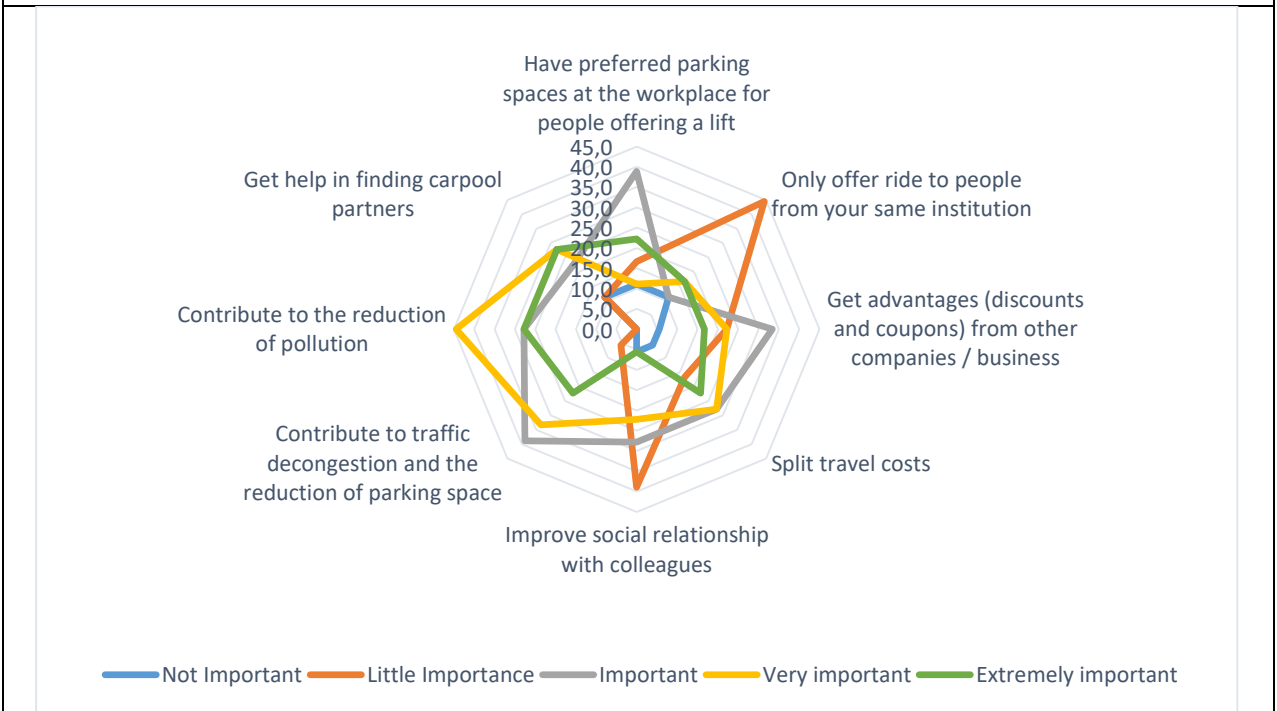 Have preferred parking
spaces at the workplace for
people offering a lift
45,0
40,0
35,0
30,0
25,0
20,0
15,0
10,0
5,0
0,0
Get help in finding carpool
partners
Only offer ride to people
from your same institution
Contribute to the reduction
of pollution
Get advantages (discounts
and coupons) from other
companies / business
Contribute to traffic
decongestion and the
reduction of parking space
Split travel costs
Improve social relationship
with colleagues
Not Important
Little Importance
Important
Very important
Extremely important